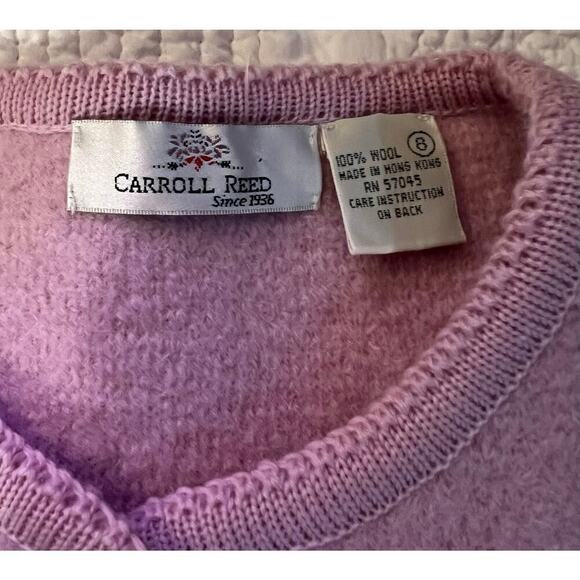 CARROLL REED
Since 1936
100% WOOL 8
MADE IN HONG KONG
RN 57045
CARE INSTRUCTION
ON BACK